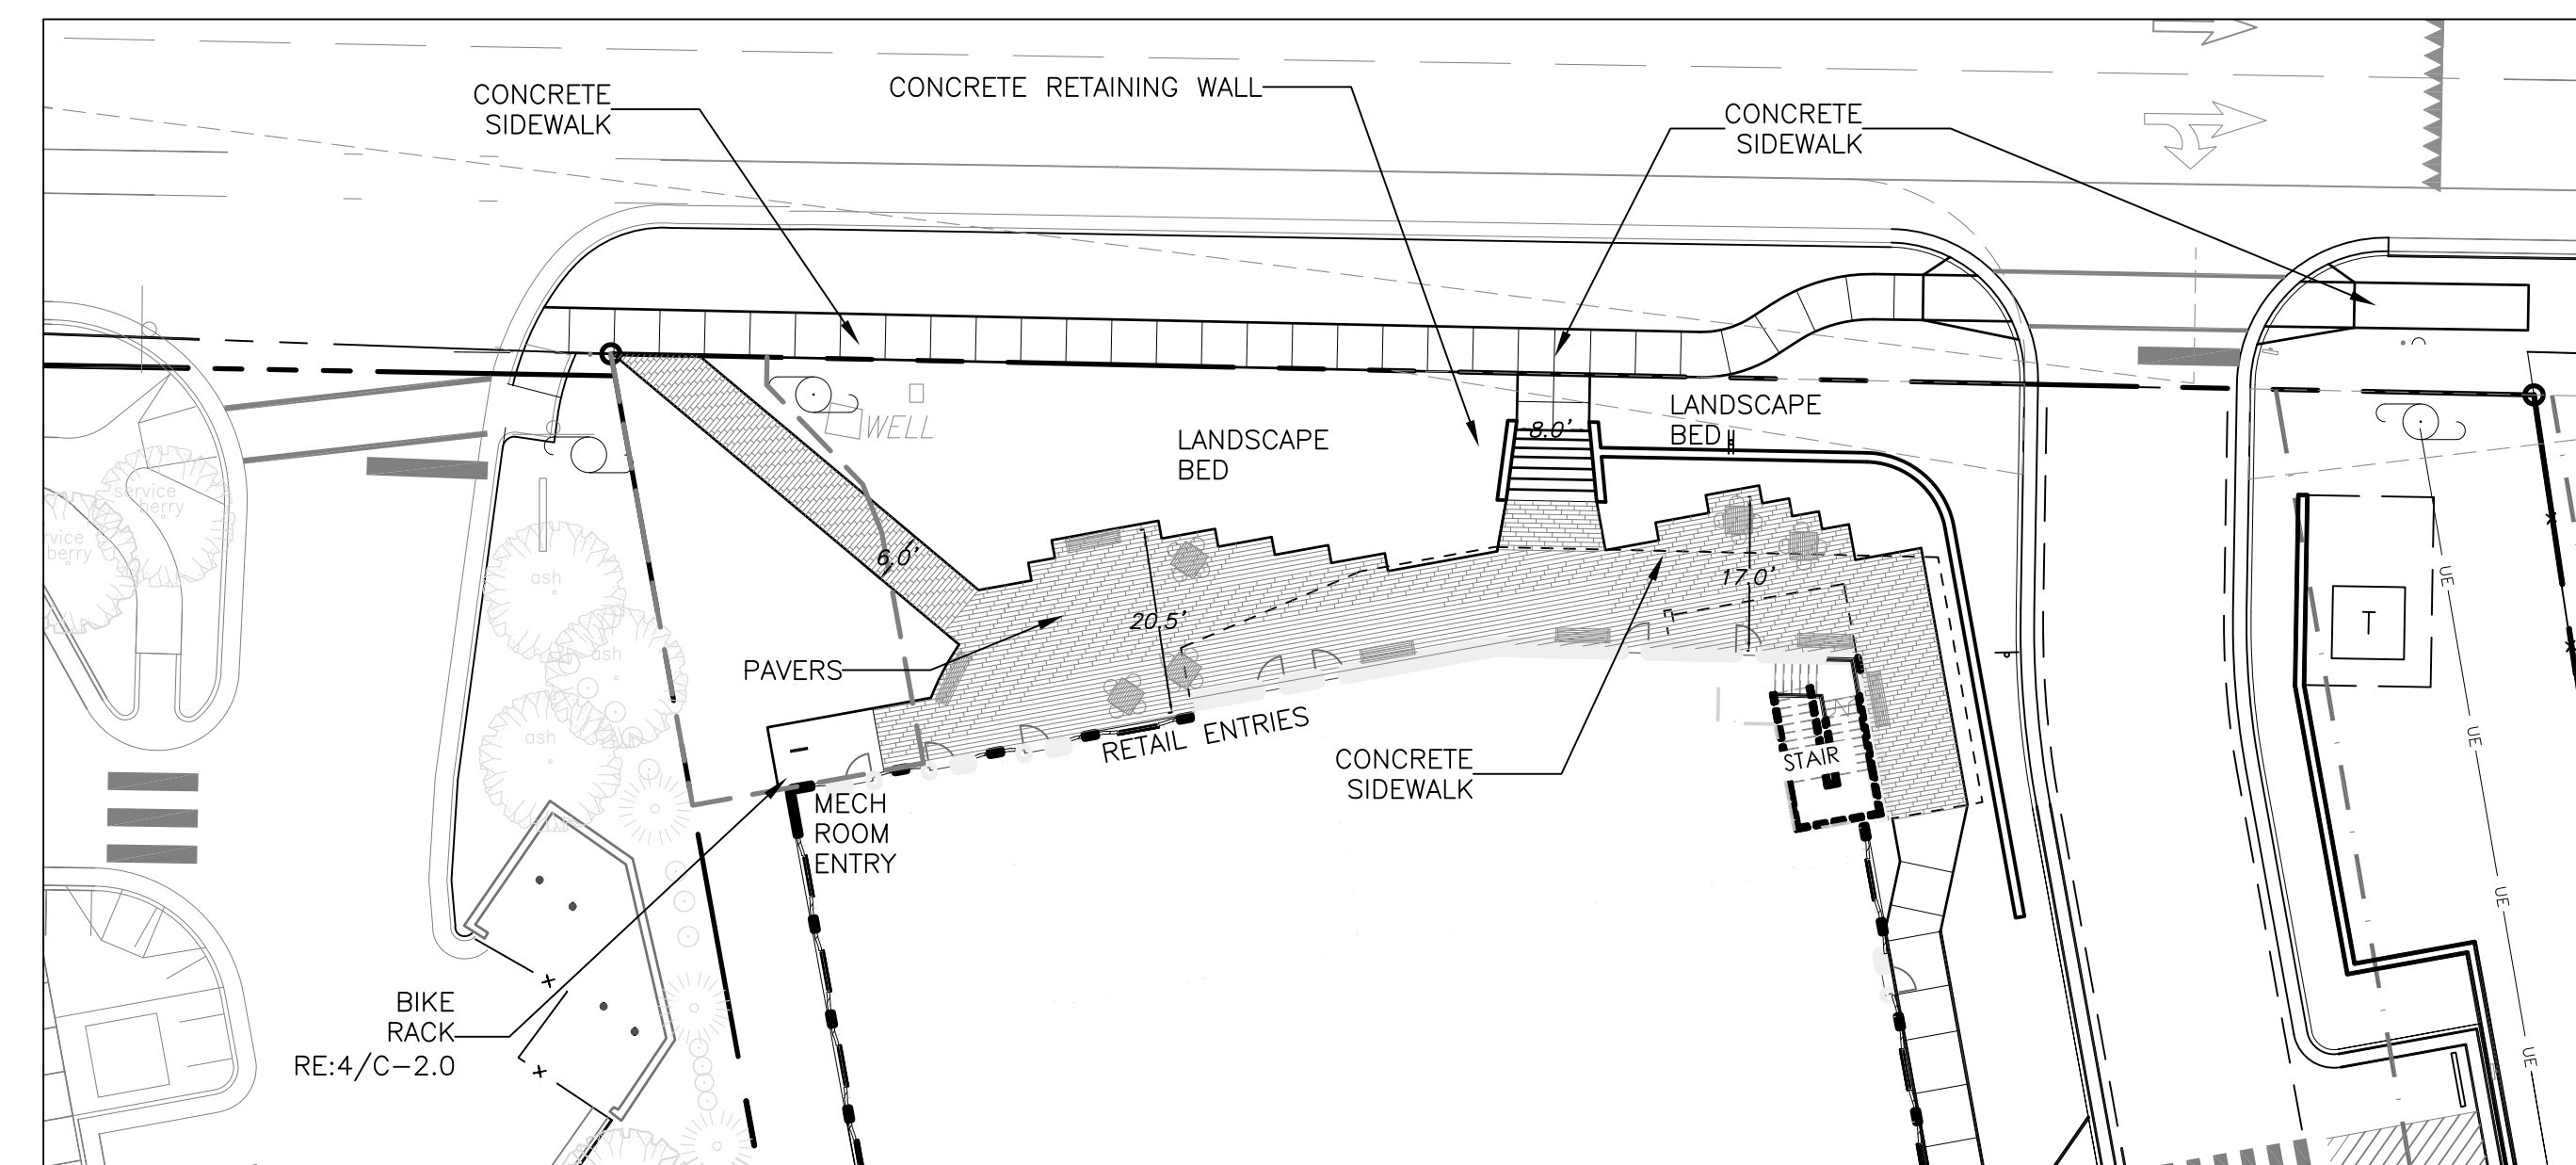 CONCRETE
SIDEWALK
CONCRETE RETAINING WALL
CONCRETE
SIDEWALK
WELL
LANDSCAPE
BED
8.0'
LANDSCAPE
BED
service
berry
rvice
berry
ash
ash
ash
6.0'
20.5'
17.0'
PAVERS
RETAIL ENTRIES
CONCRETE
SIDEWALK
STAIR
MECH
ROOM
ENTRY
BIKE
RACK
RE:4/C-2.0
T
UE
UE
UE
UE